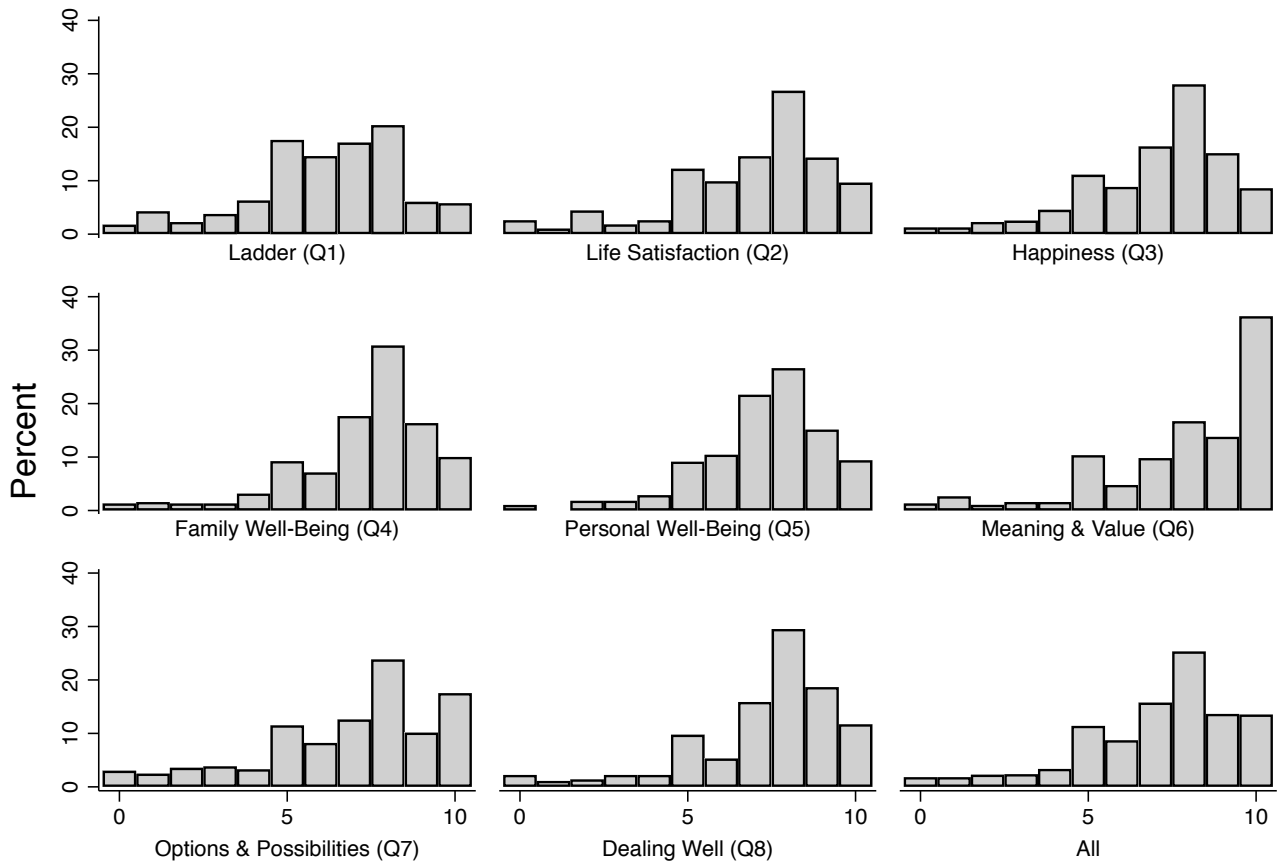 Percent
40
30
20
10
0
Ladder (Q1)
Life Satisfaction (Q2)
Happiness (Q3)
40
30
20
10
0
Family Well-Being (Q4)
Personal Well-Being (Q5)
Meaning & Value (Q6)
40
30
20
10
0
0 5 10
Options & Possibilities (Q7)
0 5 10
Dealing Well (Q8)
0 5 10
All